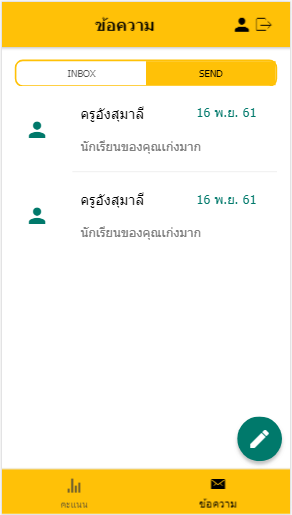 ข้อความ
INBOX
SEND
ครูอังสุมาลี
16 พ.ย. 61
นักเรียนของคุณเก่งมาก
ครูอังสุมาลี
16 พ.ย. 61
นักเรียนของคุณเก่งมาก
คะแนน
ข้อความ